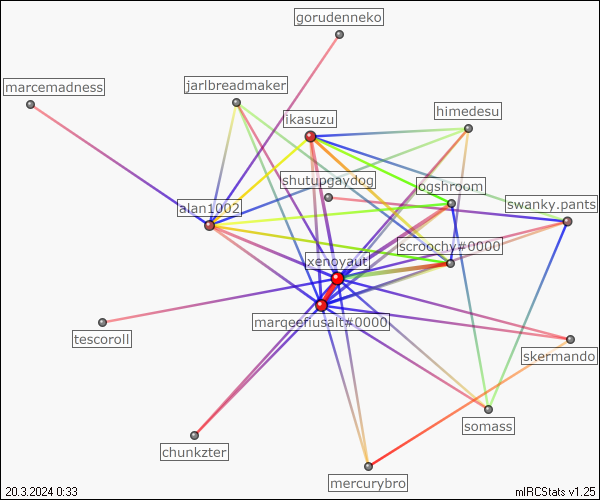 gorudenneko
marcemadness
jarlbreadmaker
ikasuzu
himedesu
shutupgaydog
ogshroom
alan1002
swanky.pants
scroochy#0000
xenoyaut
marqeefiusalt#0000
tescoroll
skermando
somass
chunkzter
mercurybro
20.3.2024 0:33
mIRCStats v1.25